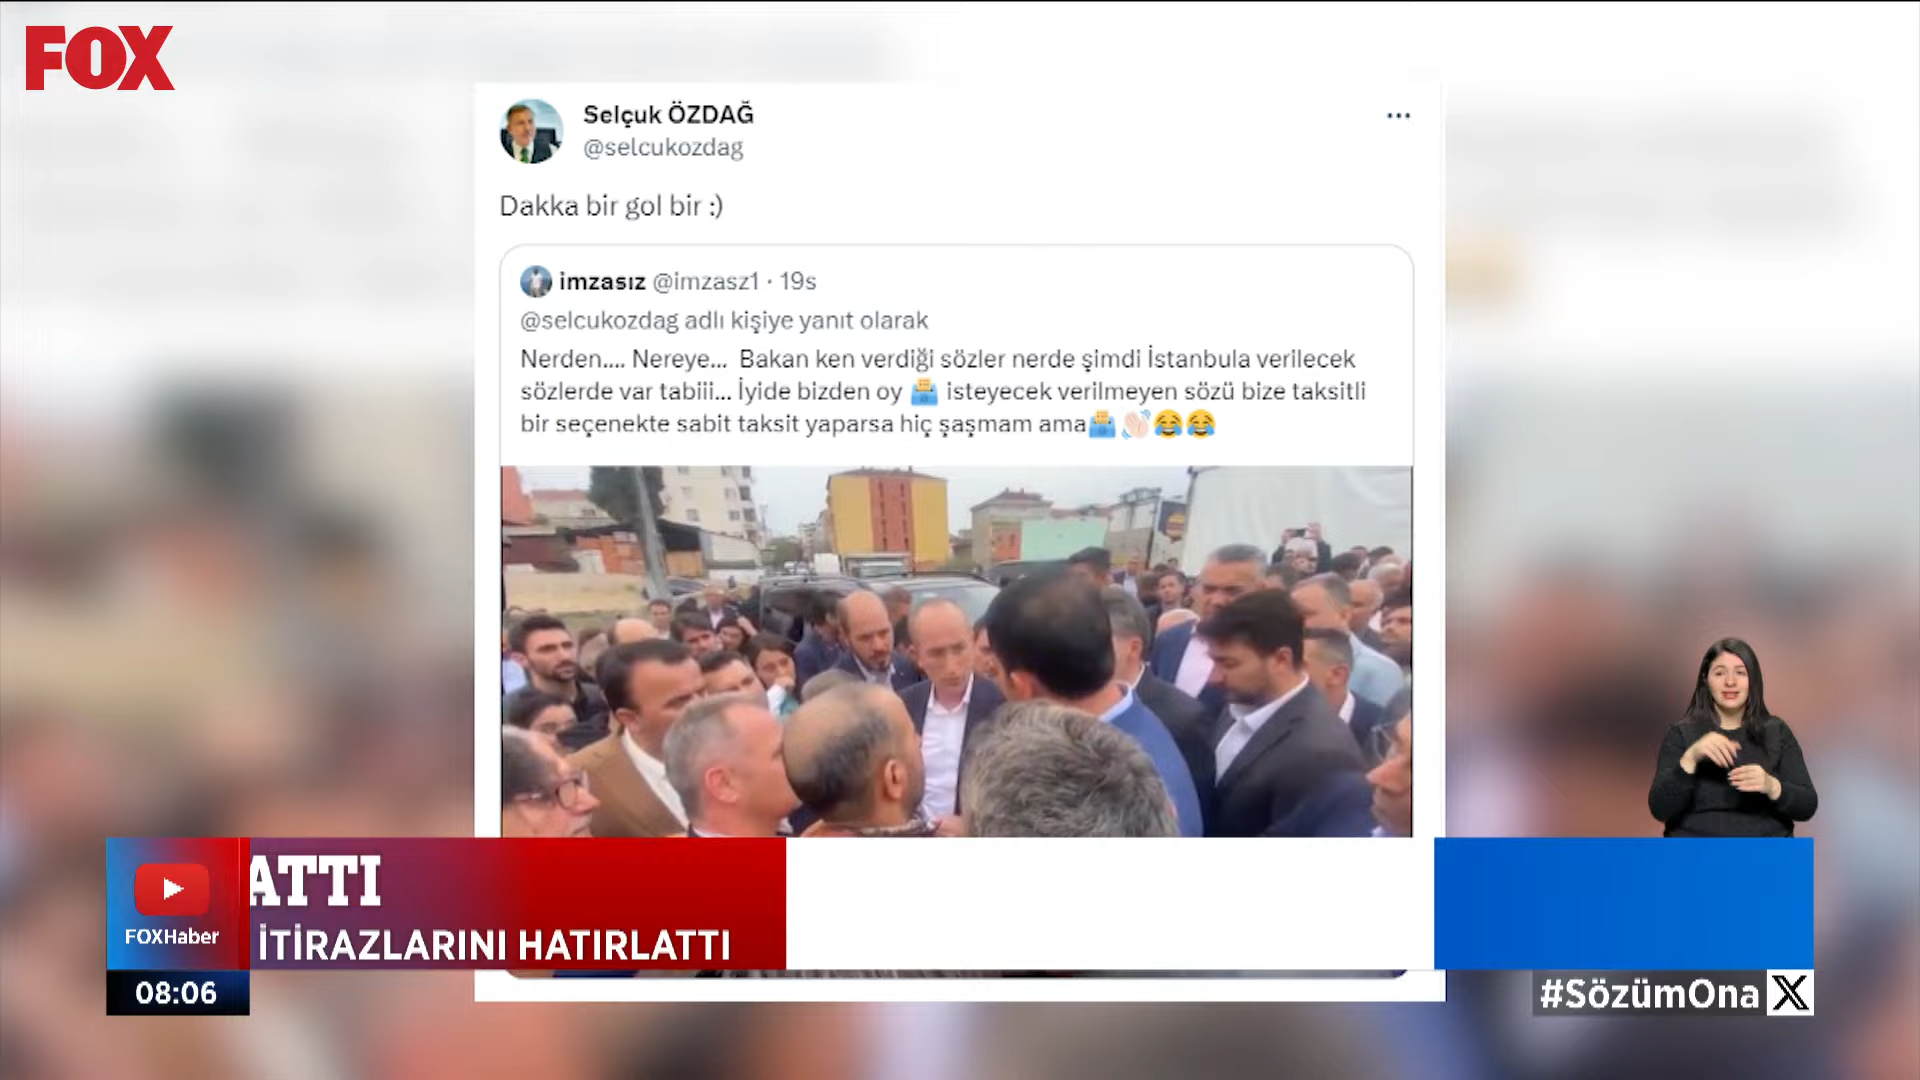 FOX
Selçuk ÖZDAĞ
@selcukozdag
Dakka bir gol bir :)
imzasız @imzasz1 · 19s
@selcukozdag adlı kişiye yanıt olarak
Nerden.... Nereye... Bakan ken verdiği sözler nerde şimdi İstanbula verilecek
sözlerde var tabiii... İyide bizden oy 🗳️ isteyecek verilmeyen sözü bize taksitli
bir seçenekte sabit taksit yaparsa hiç şaşmam ama🗳️👏🏻😂😂
ATTI
İTİRAZLARINI HATIRLATTI
FOXHaber
08:06
#SözümOna X